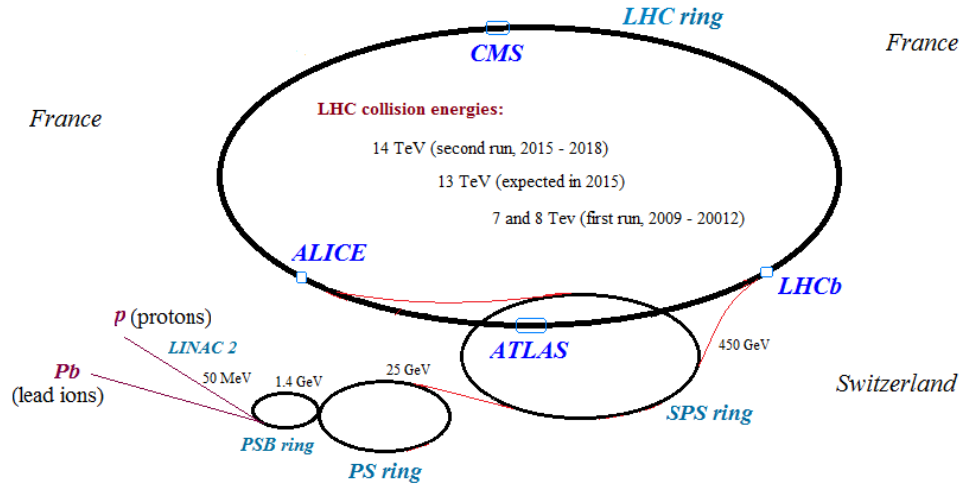 LHC ring
CMS
France
France
LHC collision energies:
14 TeV (second run, 2015 - 2018)
13 TeV (expected in 2015)
7 and 8 Tev (first run, 2009 - 20012)
ALICE
LHCb
p (protons)
LINAC 2
ATLAS
450 GeV
Pb
(lead ions)
50 MeV
1.4 GeV
25 GeV
Switzerland
SPS ring
PSB ring
PS ring